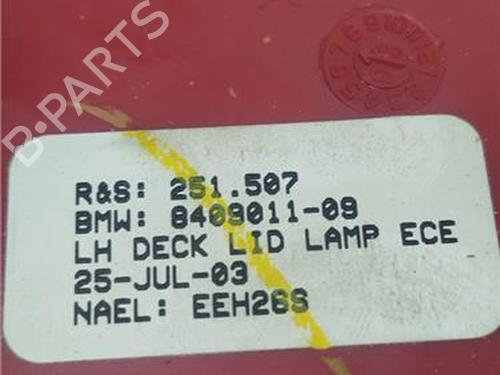 B-PARTS
R&S: 251.507
BMW: 8409011-09
LH DECK LID LAMP ECE
25-JUL-03
NAEL: EEH26S